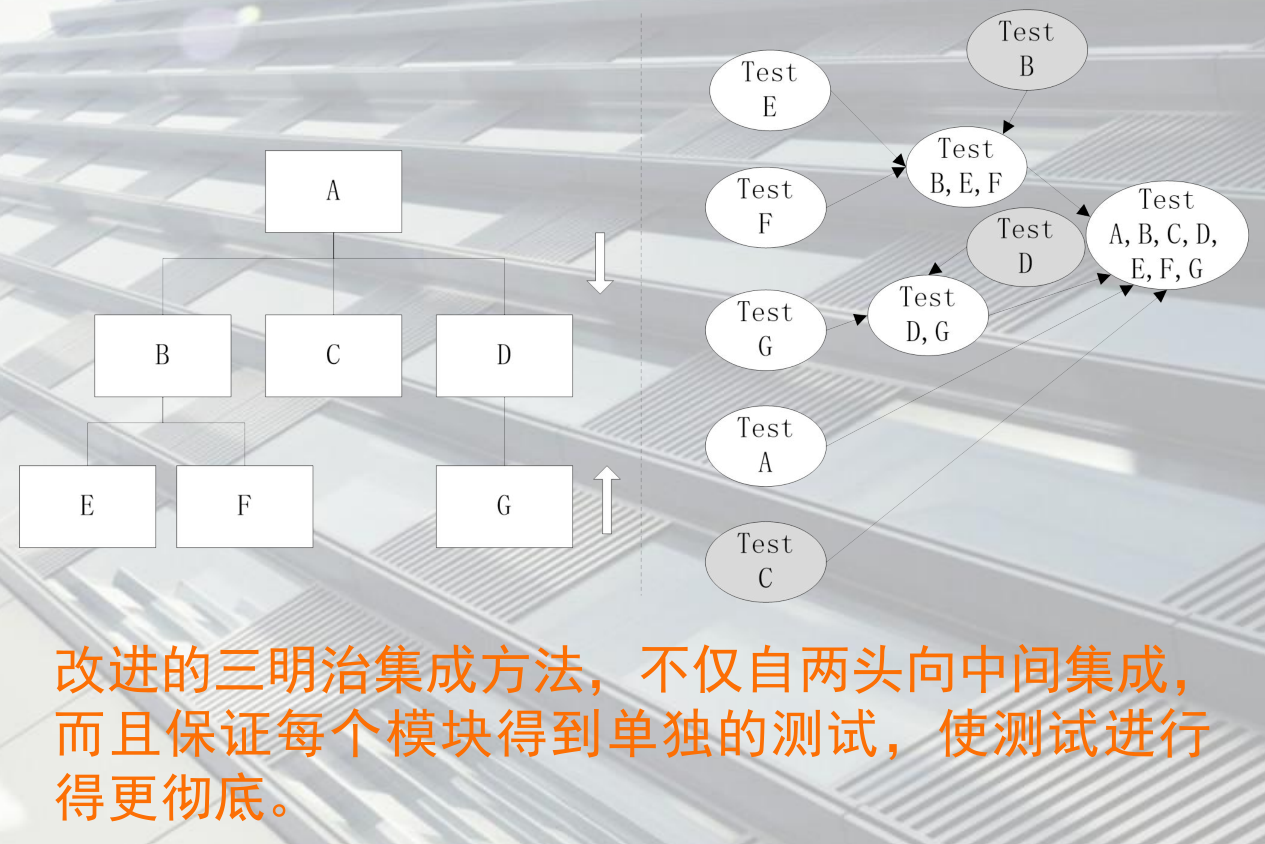 A
B
C
D
E
F
G
Test
E
Test
B
Test
B,E,F
Test
F
Test
A,B,C,D,
E,F,G
Test
D
Test
G
Test
D,G
Test
A
Test
C
改进的三明治集成方法，不仅自两头向中间集成，
而且保证每个模块得到单独的测试，使测试进行
得更彻底。